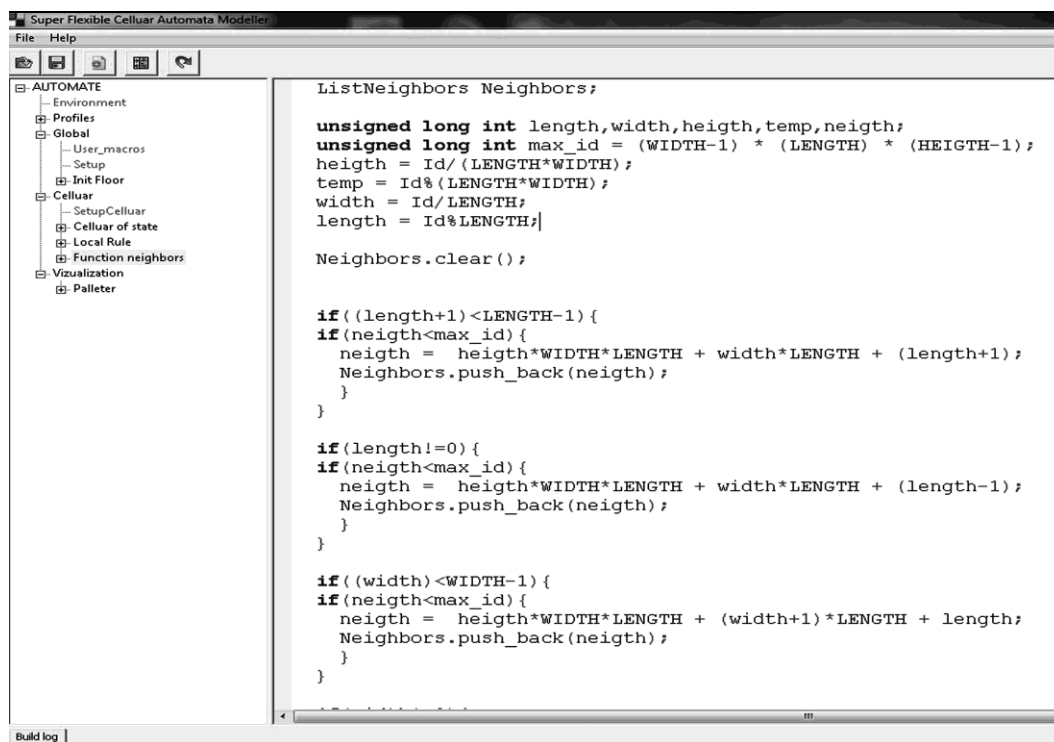 Super Flexible Celluar Automata Modeller
File Help
AUTOMATE
Environment
Profiles
Global
User_macros
Setup
Init Floor
Celluar
SetupCelluar
Celluar of state
Local Rule
Function neighbors
Vizualization
Palleter
ListNeighbors Neighbors;
unsigned long int length,width,heigth,temp,neigth;
unsigned long int max_id = (WIDTH-1) * (LENGTH) * (HEIGTH-1);
heigth = Id/(LENGTH*WIDTH);
temp = Id%(LENGTH*WIDTH);
width = Id/LENGTH;
length = Id%LENGTH;
Neighbors.clear();
if((length+1)<LENGTH-1){
if(neigth<max_id){
neigth = heigth*WIDTH*LENGTH + width*LENGTH + (length+1);
Neighbors.push_back(neigth);
}
}
if(length!=0){
if(neigth<max_id){
neigth = heigth*WIDTH*LENGTH + width*LENGTH + (length-1);
Neighbors.push_back(neigth);
}
}
if((width)<WIDTH-1){
if(neigth<max_id){
neigth = heigth*WIDTH*LENGTH + (width+1)*LENGTH + length;
Neighbors.push_back(neigth);
}
}
Build log